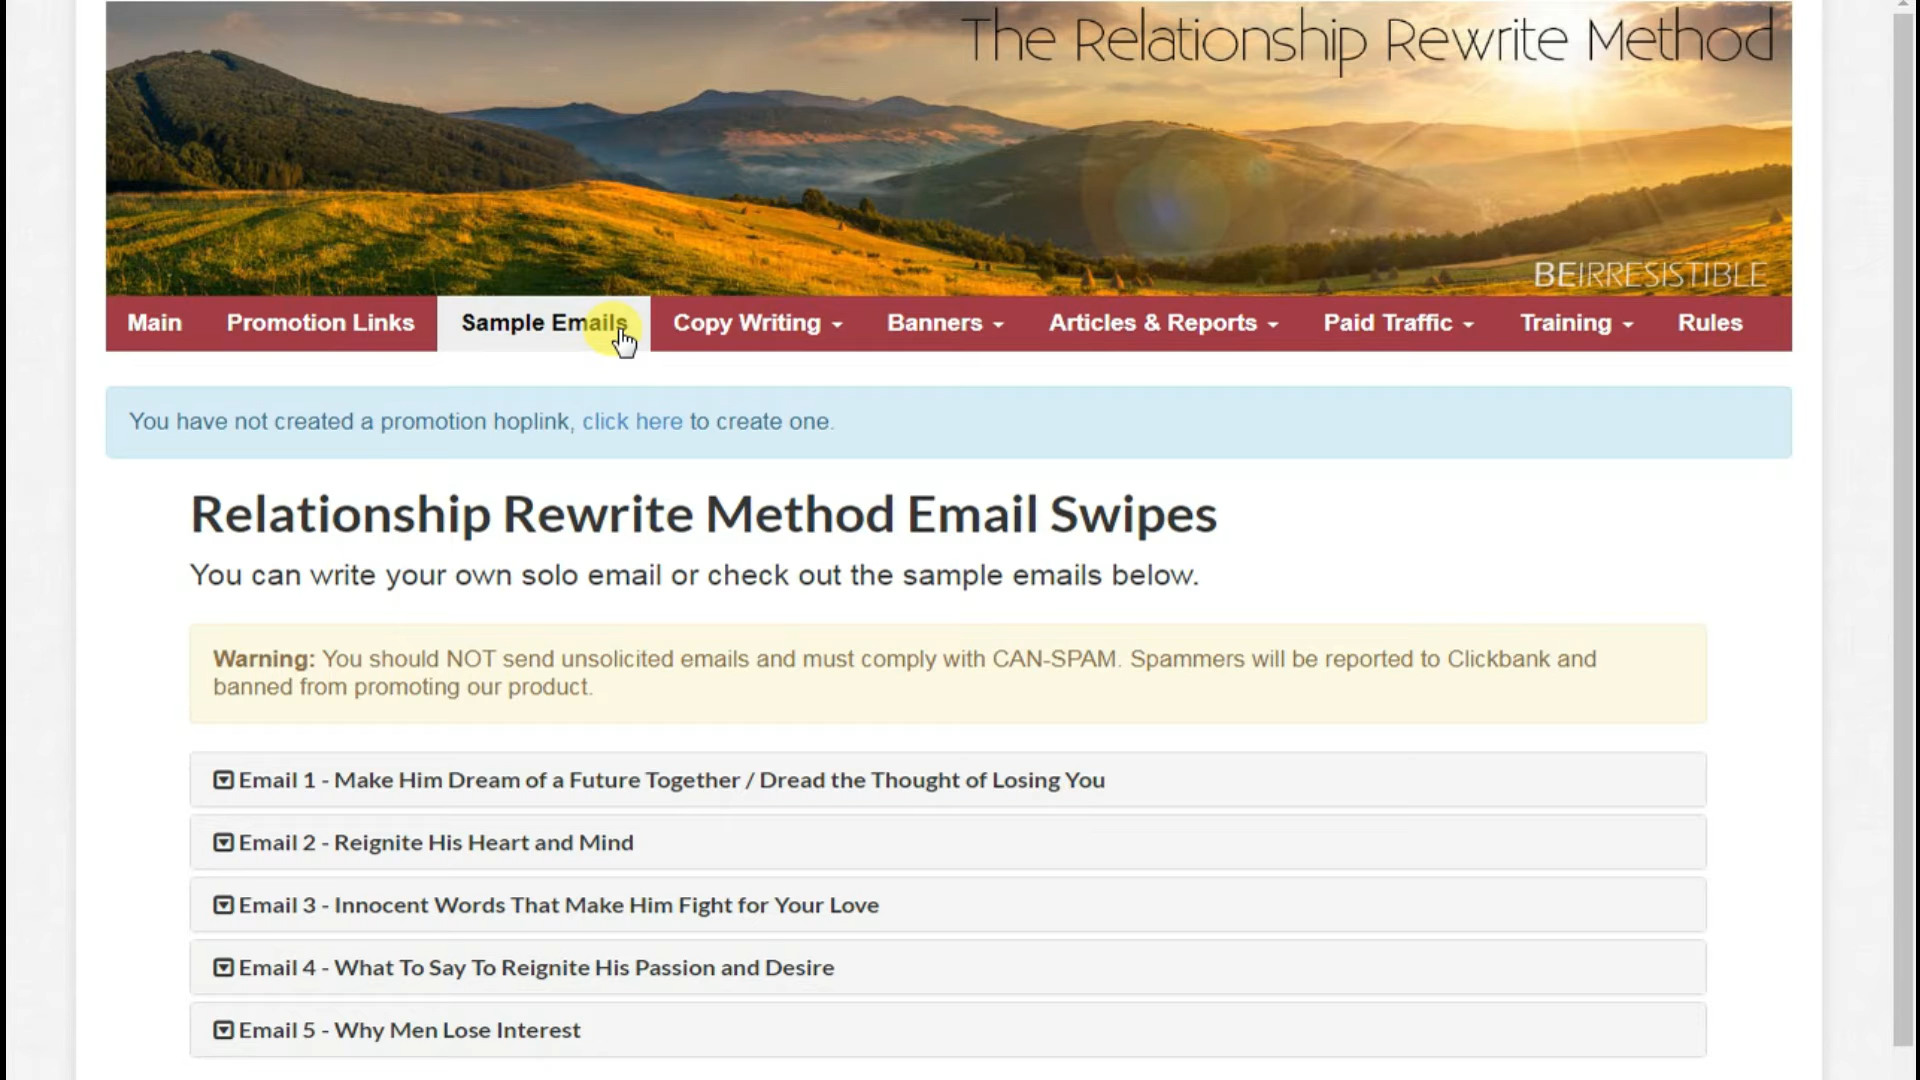 The Relationship Rewrite Method
BEIRRESISTIBLE
Main Promotion Links Sample Emails Copy Writing Banners Articles & Reports Paid Traffic Training Rules
You have not created a promotion hoplink, click here to create one.
Relationship Rewrite Method Email Swipes
You can write your own solo email or check out the sample emails below.
Warning: You should NOT send unsolicited emails and must comply with CAN-SPAM. Spammers will be reported to Clickbank and
banned from promoting our product.
Email 1 - Make Him Dream of a Future Together / Dread the Thought of Losing You
Email 2 - Reignite His Heart and Mind
Email 3 - Innocent Words That Make Him Fight for Your Love
Email 4 - What To Say To Reignite His Passion and Desire
Email 5 - Why Men Lose Interest